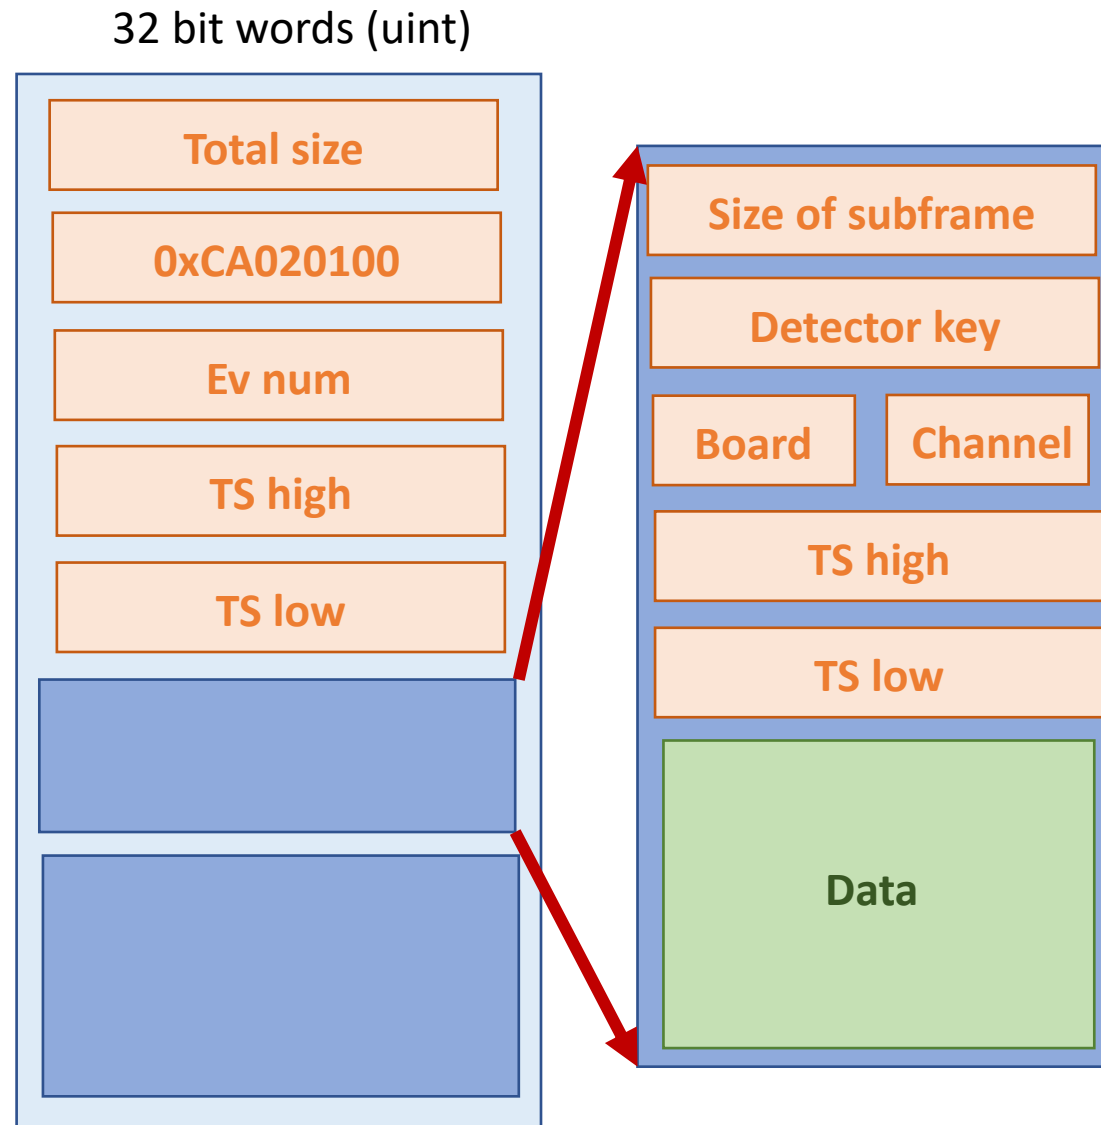 32 bit words (uint)
Total size
0xCA020100
Ev num
TS high
TS low
Size of subframe
Detector key
Board
Channel
TS high
TS low
Data